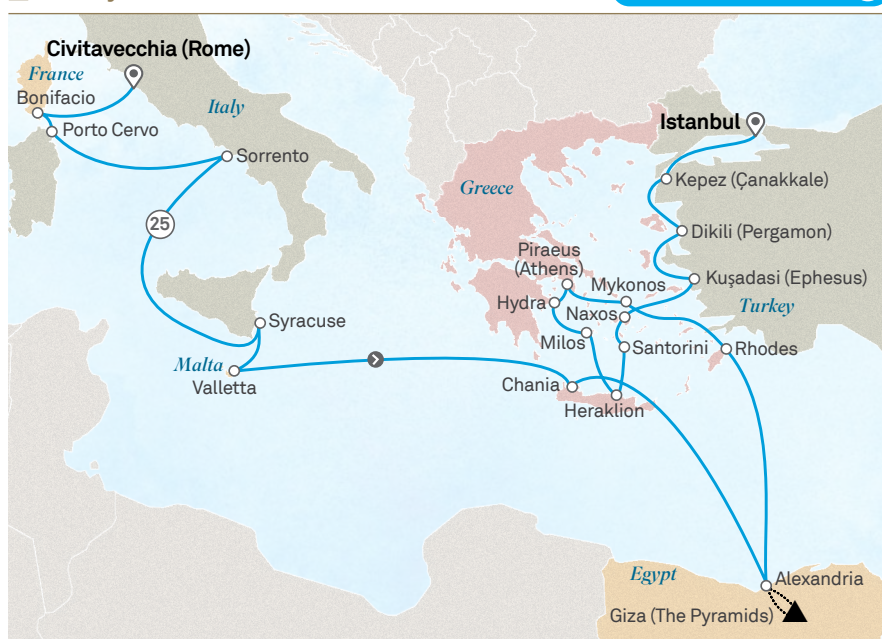 Civitavecchia (Rome)
France
Bonifacio
Italy
Porto Cervo
Sorrento
25
Syracuse
Malta
Valletta
Istanbul
Kepez (Çanakkale)
Greece
Dikili (Pergamon)
Piraeus
(Athens)
Kuşadasi (Ephesus)
Mykonos
Hydra
Naxos
Turkey
Milos
Santorini
Rhodes
Chania
Heraklion
Egypt
Alexandria
Giza (The Pyramids)